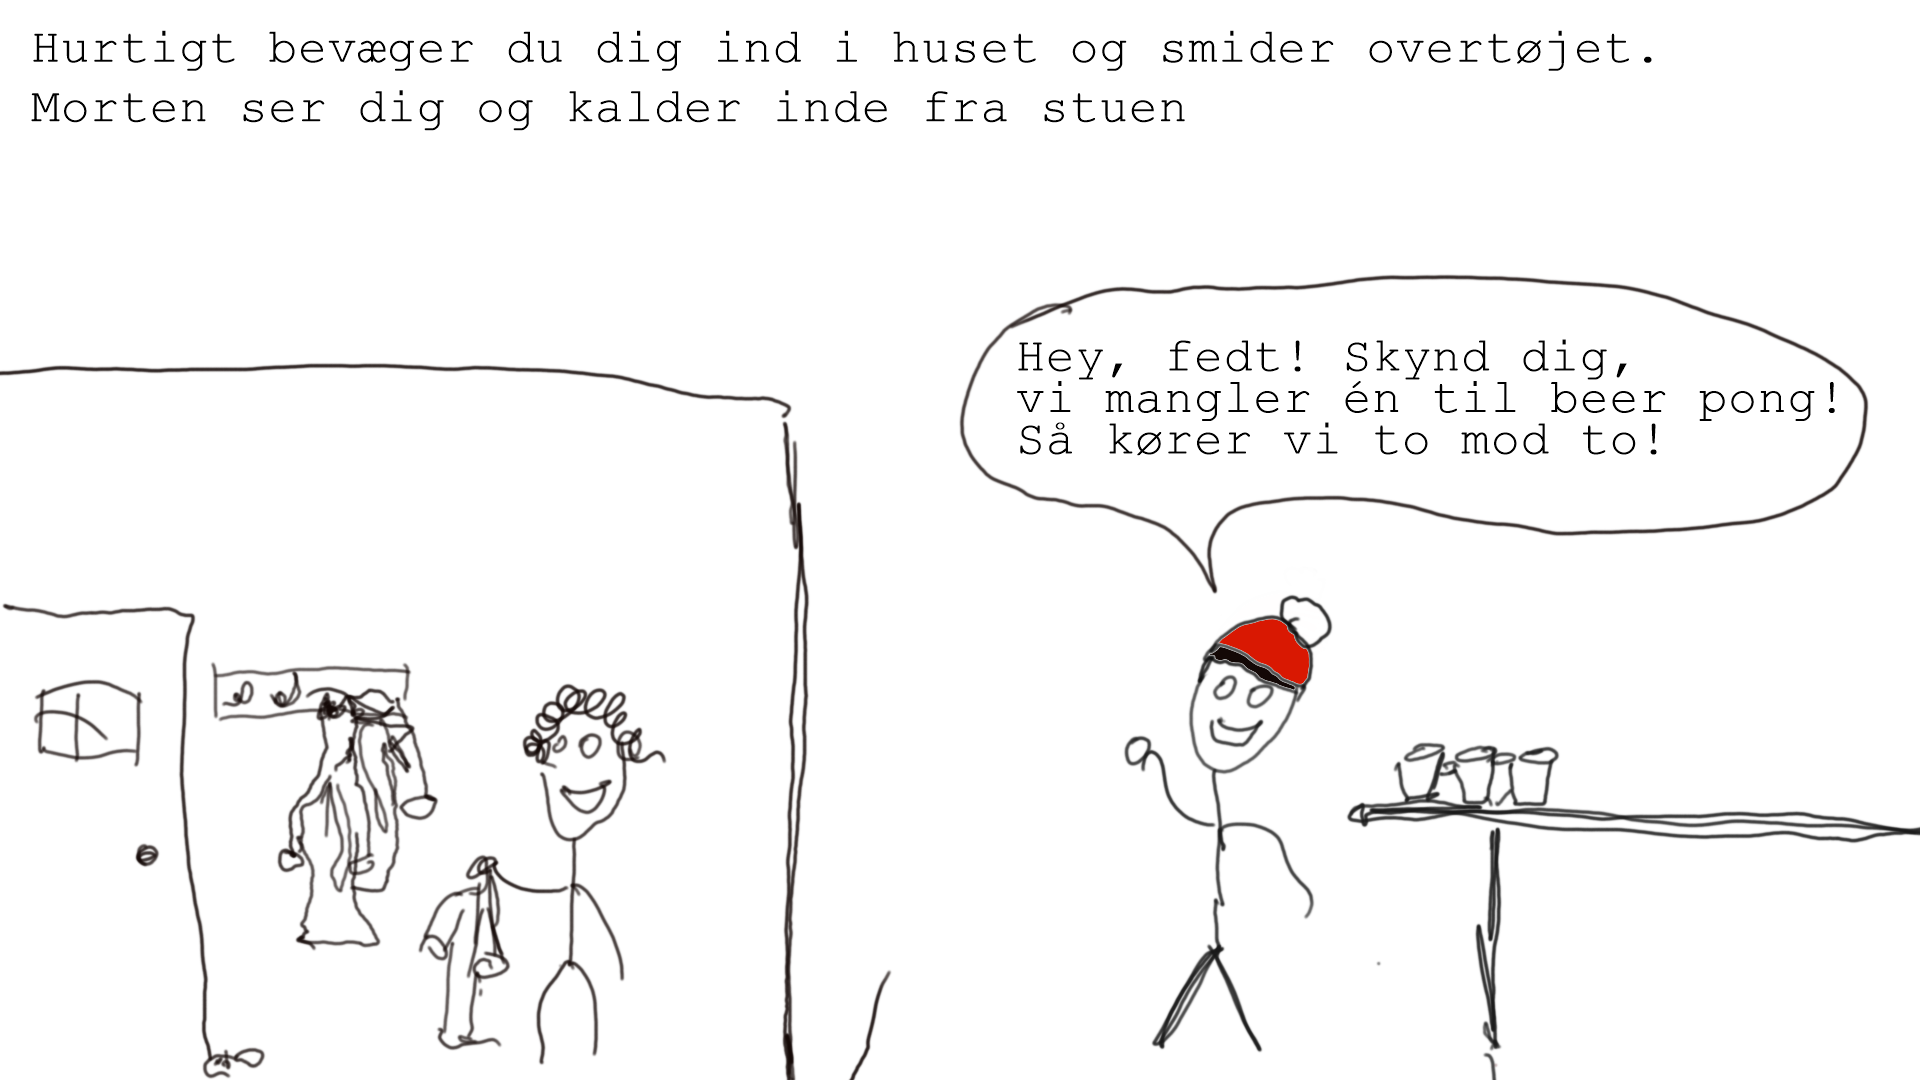 Hurtigt bevæger du dig ind i huset og smider overtøjet.
Morten ser dig og kalder inde fra stuen
Hey, fedt! Skynd dig,
vi mangler én til beer pong!
Så kører vi to mod to!